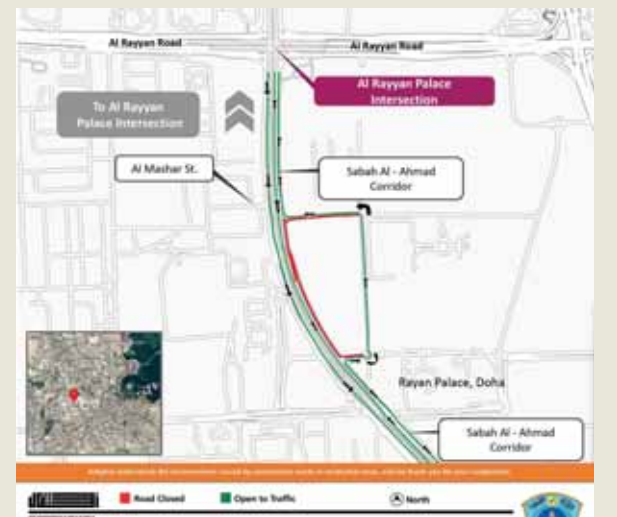 Al Rayyan Road
Al Rayyan Road
Al Rayyan Palace
Intersection
To Al Rayyan
Palace Intersection
Al Mashar St.
Sabah Al - Ahmad
Corridor
Rayan Palace, Doha
Sabah Al - Ahmad
Corridor
Road Closed
Open to Traffic
North